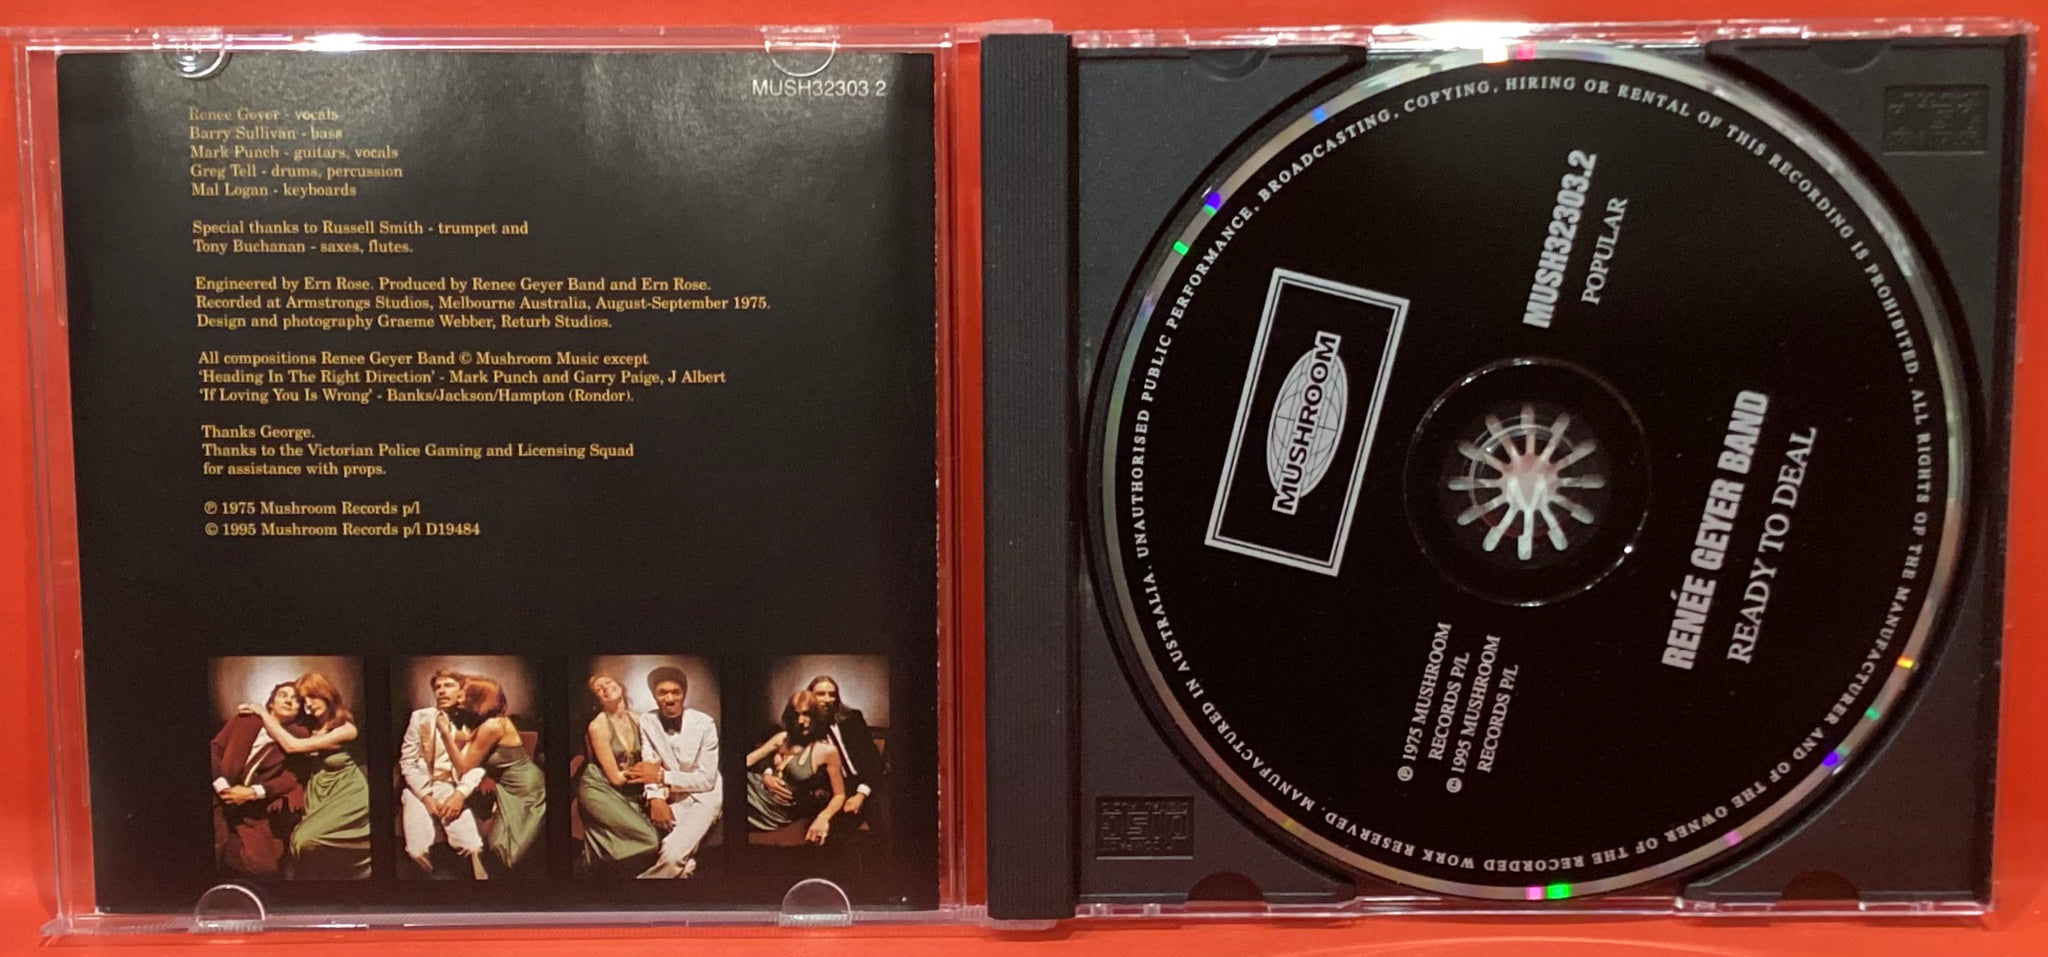 MUSH32303 2
Renee Geyer - vocals
Barry Sullivan - bass
Mark Punch - guitars, vocals
Greg Tell - drums, percussion
Mal Logan - keyboards
Special thanks to Russell Smith - trumpet and
Tony Buchanan - saxes, flutes.
Engineered by Ern Rose. Produced by Renee Geyer Band and Ern Rose.
Recorded at Armstrongs Studios, Melbourne Australia, August-September 1975.
Design and photography Graeme Webber, Returb Studios.
All compositions Renee Geyer Band © Mushroom Music except
‘Heading In The Right Direction’ - Mark Punch and Garry Paige, J Albert
‘If Loving You Is Wrong’ - Banks/Jackson/Hampton (Rondor).
Thanks George.
Thanks to the Victorian Police Gaming and Licensing Squad
for assistance with props.
℗ 1975 Mushroom Records p/l
© 1995 Mushroom Records p/l D19484
MUSHROOM
MUSH32303.2
POPULAR
RENÉE GEYER BAND
READY TO DEAL
℗ 1975 MUSHROOM
RECORDS P/L
© 1995 MUSHROOM
RECORDS P/L
MANUFACTURED IN AUSTRALIA. UNAUTHORISED PUBLIC PERFORMANCE, BROADCASTING, COPYING, HIRING OR RENTAL OF THIS RECORDING IS PROHIBITED. ALL RIGHTS OF THE MANUFACTURER AND OF THE OWNER OF THE RECORDED WORK RESERVED.
COMPACT
disc